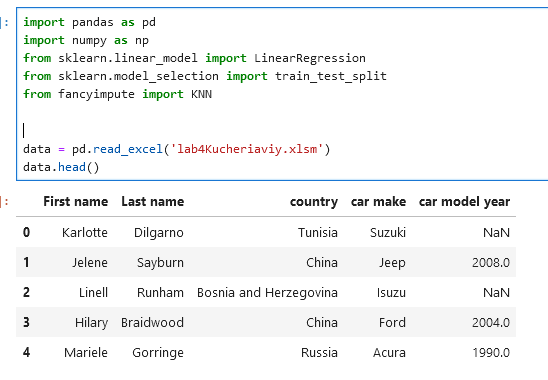 ]:
import pandas as pd
import numpy as np
from sklearn.linear_model import LinearRegression
from sklearn.model_selection import train_test_split
from fancyimpute import KNN
data = pd.read_excel('lab4Kucheriaviy.xlsm')
data.head()
]:
First name Last name country car make car model year
0 Karlotte Dilgarno Tunisia Suzuki NaN
1 Jelene Sayburn China Jeep 2008.0
2 Linell Runham Bosnia and Herzegovina Isuzu NaN
3 Hilary Braidwood China Ford 2004.0
4 Mariele Gorringe Russia Acura 1990.0